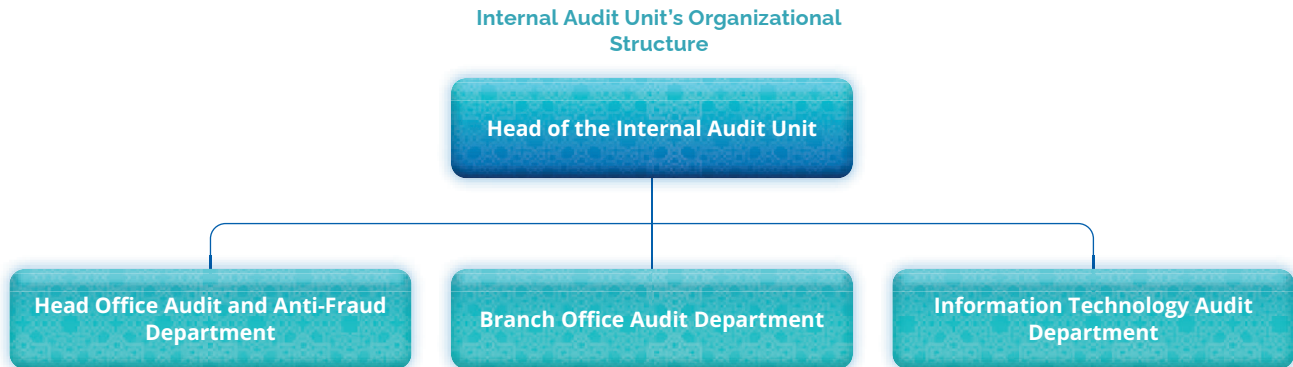 Internal Audit Unit's Organizational
Structure
Head of the Internal Audit Unit
Head Office Audit and Anti-Fraud
Department
Branch Office Audit Department
Information Technology Audit
Department